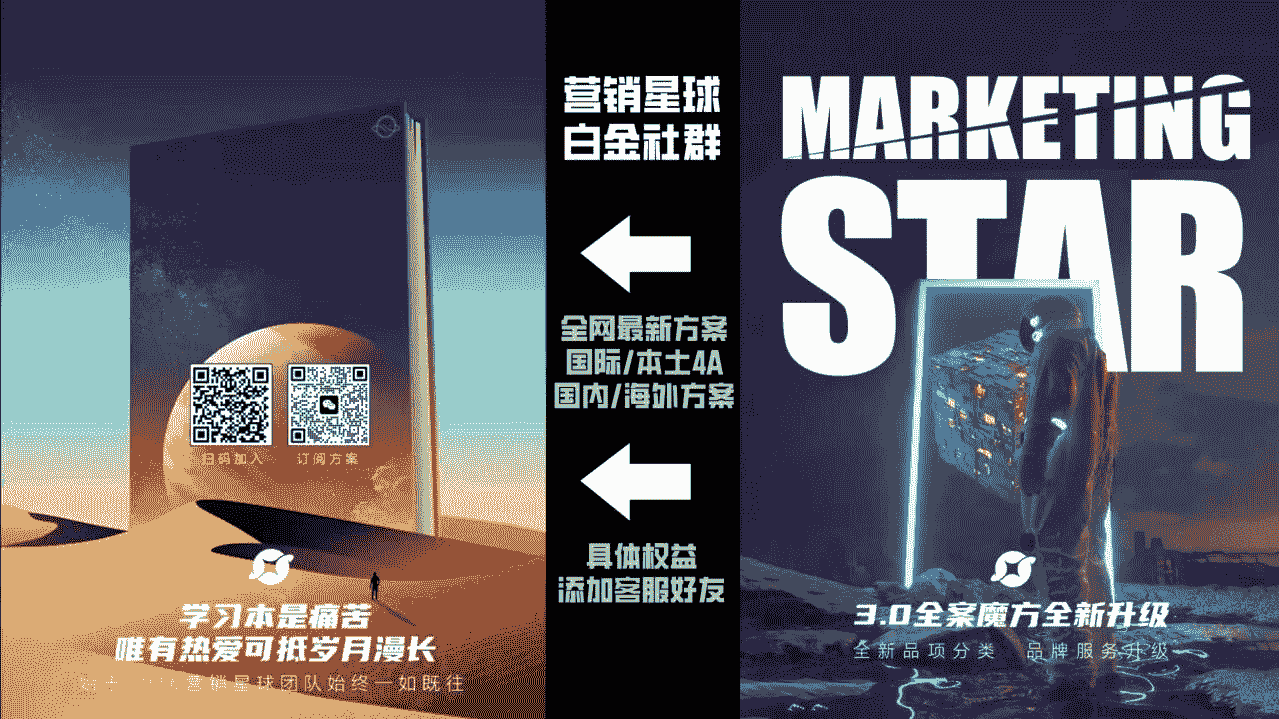 营销星球
白金社群
全网最新方案
国际/本土4A
国内/海外方案
具体权益
添加客服好友
扫码加入
订阅方案
学习本是痛苦
唯有热爱可抵岁月漫长
营销星球团队始终一如既往
MARKETING
STAR
3.0全案魔方全新升级
全新品项分类 品牌服务升级